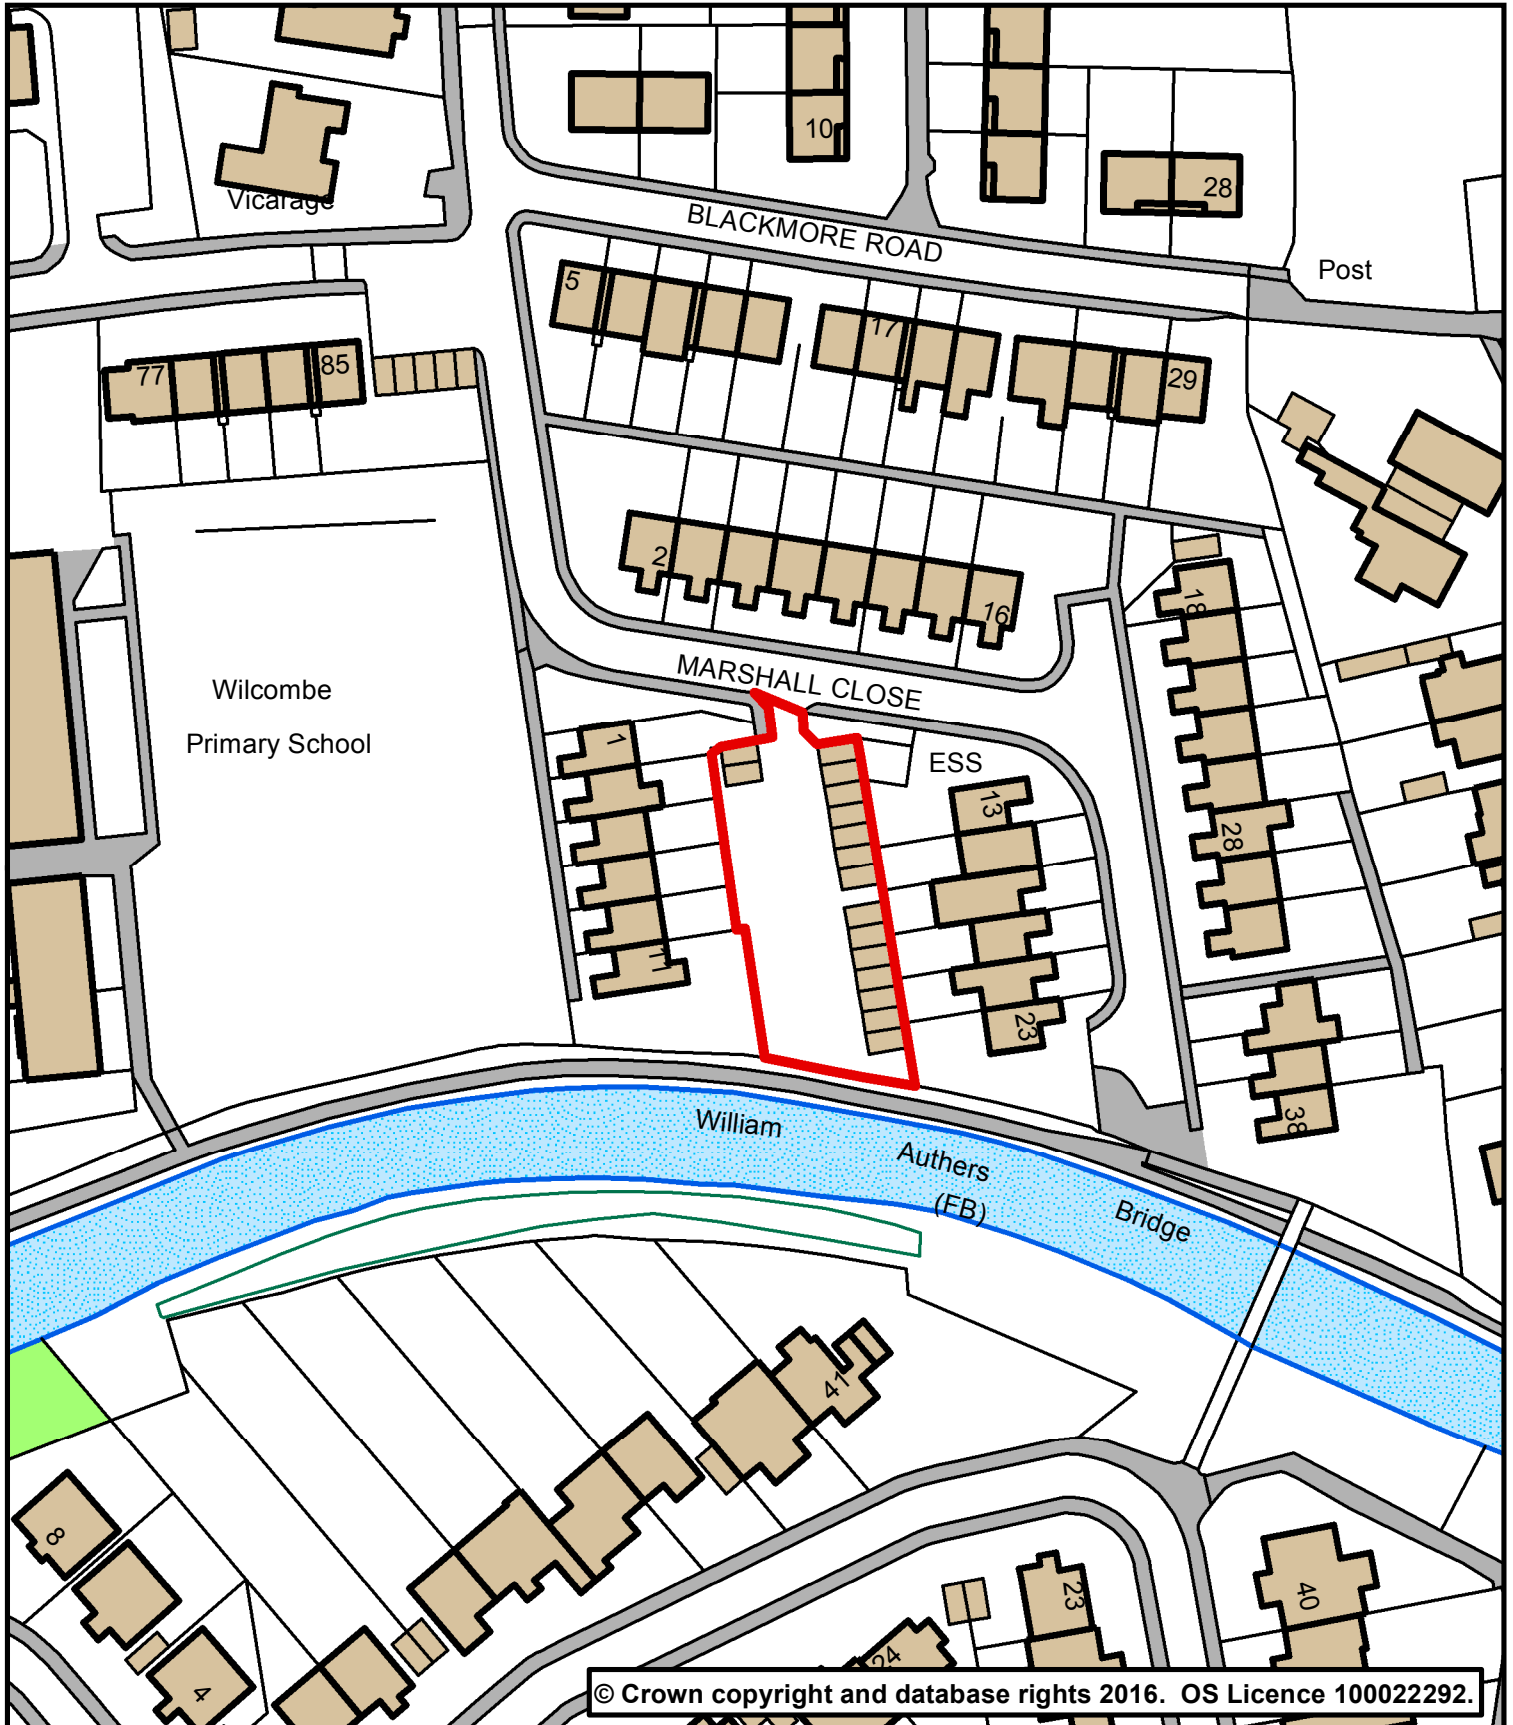 10
28
Vicarage
BLACKMORE ROAD
Post
5
17
29
77
85
2
16
18
Wilcombe
Primary School
MARSHALL CLOSE
1
ESS
13
28
11
23
38
William
Authers
(FB)
Bridge
41
8
23
40
24
4
© Crown copyright and database rights 2016. OS Licence 100022292.